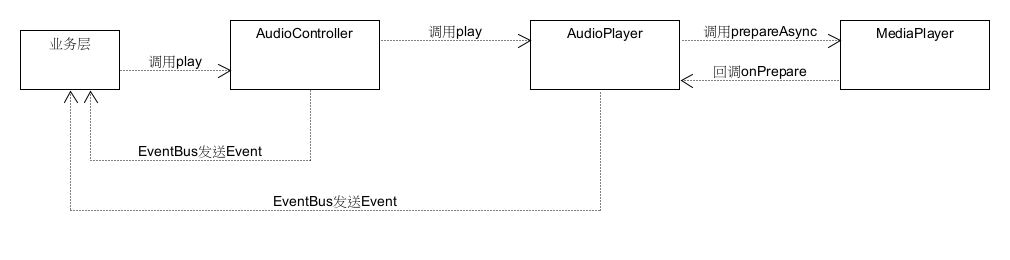 业务层
调用play
AudioController
调用play
AudioPlayer
调用prepareAsync
MediaPlayer
回调onPrepare
EventBus发送Event
EventBus发送Event